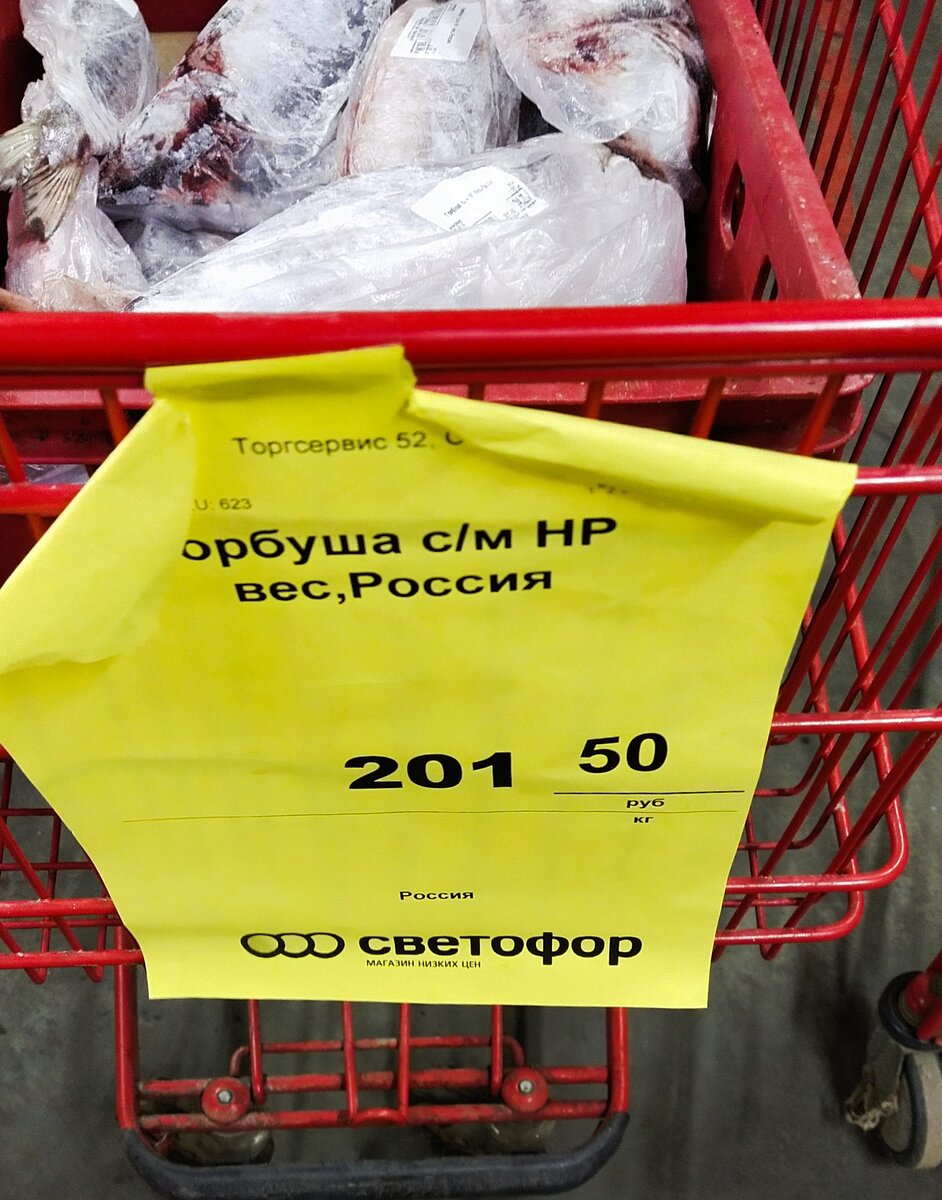 Торгсервис 52, С
U: 623
орбуша с/м НР
вес,Россия
201 50
руб
кг
Россия
светофор
МАГАЗИН НИЗКИХ ЦЕН